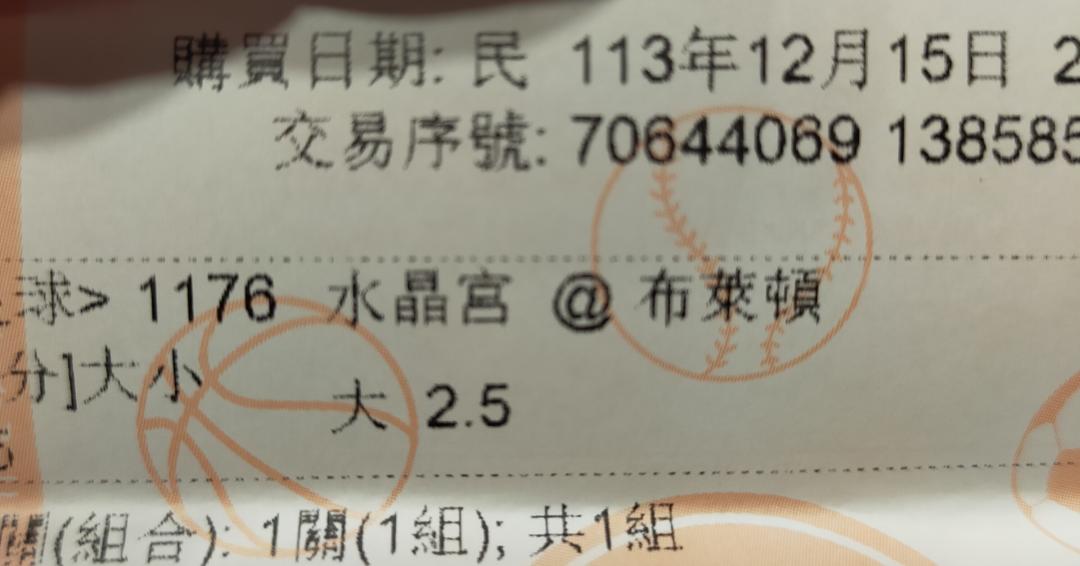 購買日期: 民 113年12月15日 2
交易序號: 70644069 138585
球> 1176 水晶宮 @ 布萊頓
分]大小
大 2.5
關(組合): 1關(1組); 共1組